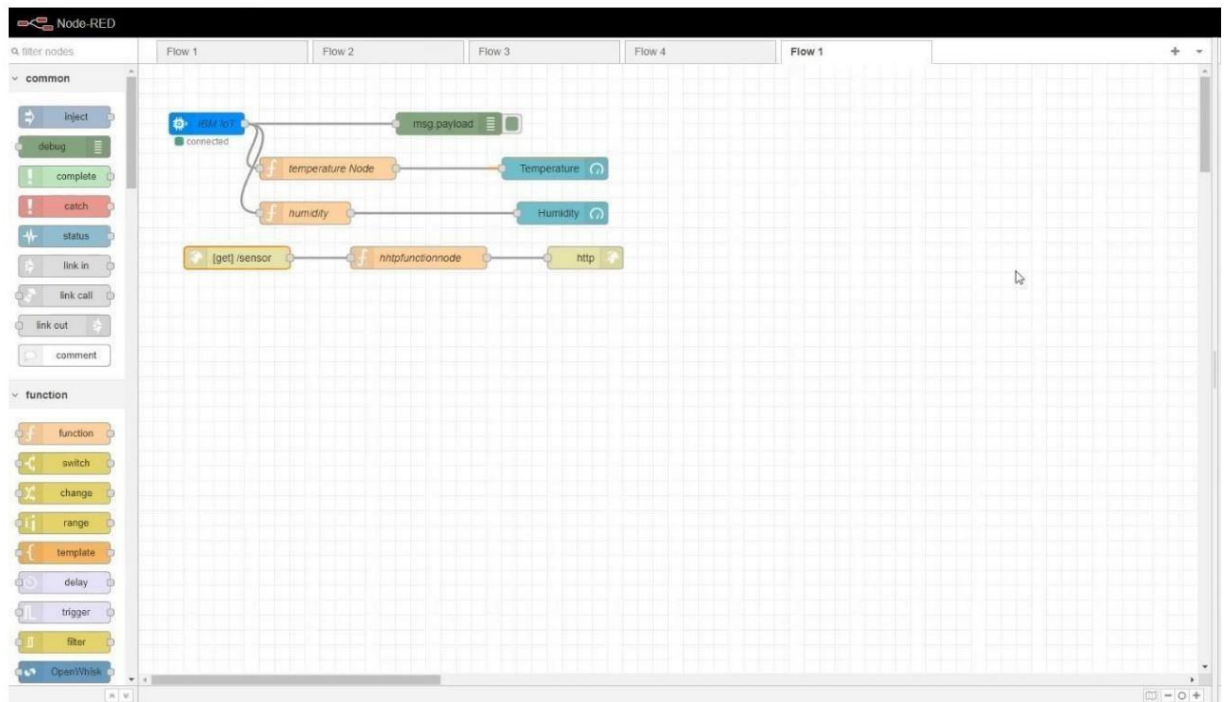 Node-RED
filter nodes
Flow 1
Flow 2
Flow 3
Flow 4
Flow 1
common
inject
debug
complete
catch
status
link in
link call
link out
comment
function
function
switch
change
range
template
delay
trigger
filter
OpenWhisk
IBM IoT
connected
msg.payload
temperature Node
Temperature
humidity
Humidity
[get] /sensor
hhtpfunctionnode
http